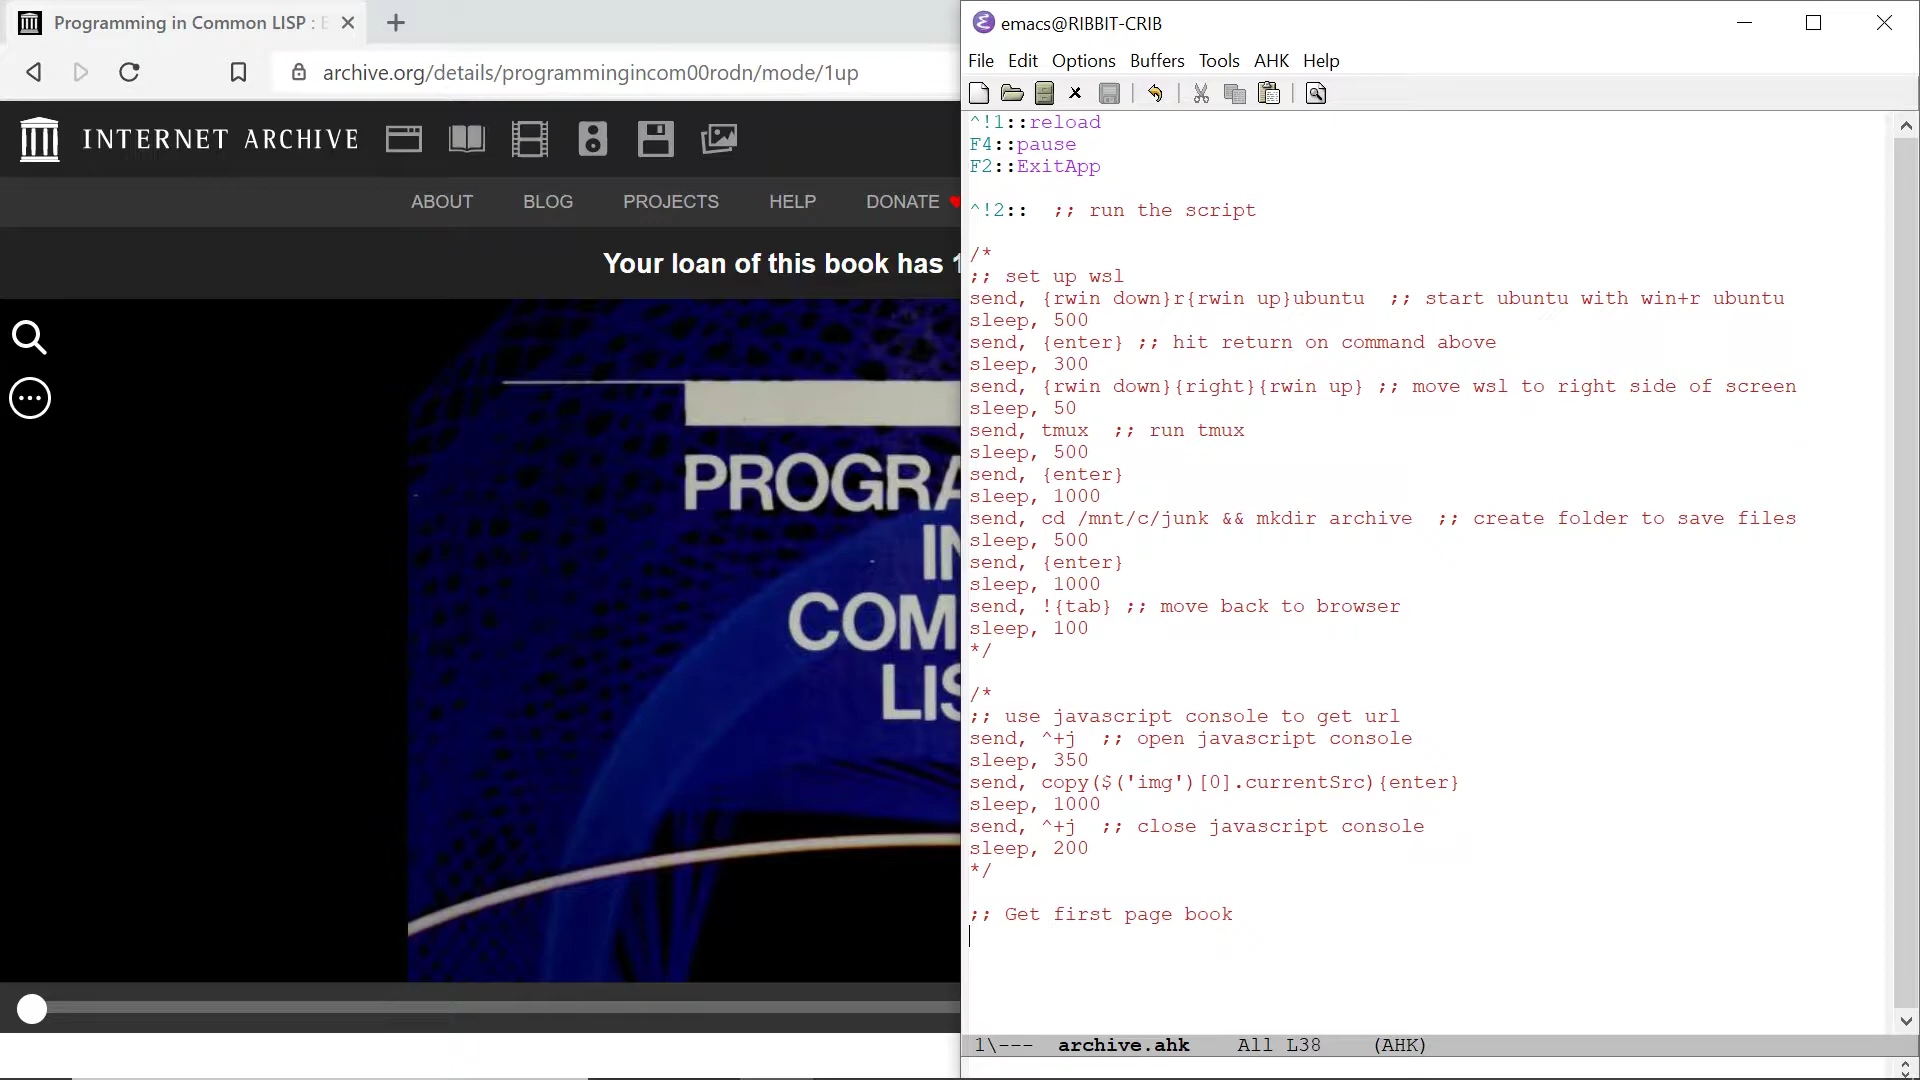 Programming in Common LISP : E
archive.org/details/programmingincom00rodn/mode/1up
INTERNET ARCHIVE
ABOUT BLOG PROJECTS HELP DONATE
Your loan of this book has 1
PROGRA
IN
COM
LIS
emacs@RIBBIT-CRIB
File Edit Options Buffers Tools AHK Help
^!1::reload
F4::pause
F2::ExitApp
^!2::  ;; run the script
/*
;; set up wsl
send, {rwin down}r{rwin up}ubuntu  ;; start ubuntu with win+r ubuntu
sleep, 500
send, {enter} ;; hit return on command above
sleep, 300
send, {rwin down}{right}{rwin up} ;; move wsl to right side of screen
sleep, 50
send, tmux  ;; run tmux
sleep, 500
send, {enter}
sleep, 1000
send, cd /mnt/c/junk && mkdir archive  ;; create folder to save files
sleep, 500
send, {enter}
sleep, 1000
send, !{tab} ;; move back to browser
sleep, 100
*/
/*
;; use javascript console to get url
send, ^+j  ;; open javascript console
sleep, 350
send, copy($('img')[0].currentSrc){enter}
sleep, 1000
send, ^+j  ;; close javascript console
sleep, 200
*/
;; Get first page book
1\--- archive.ahk All L38 (AHK)